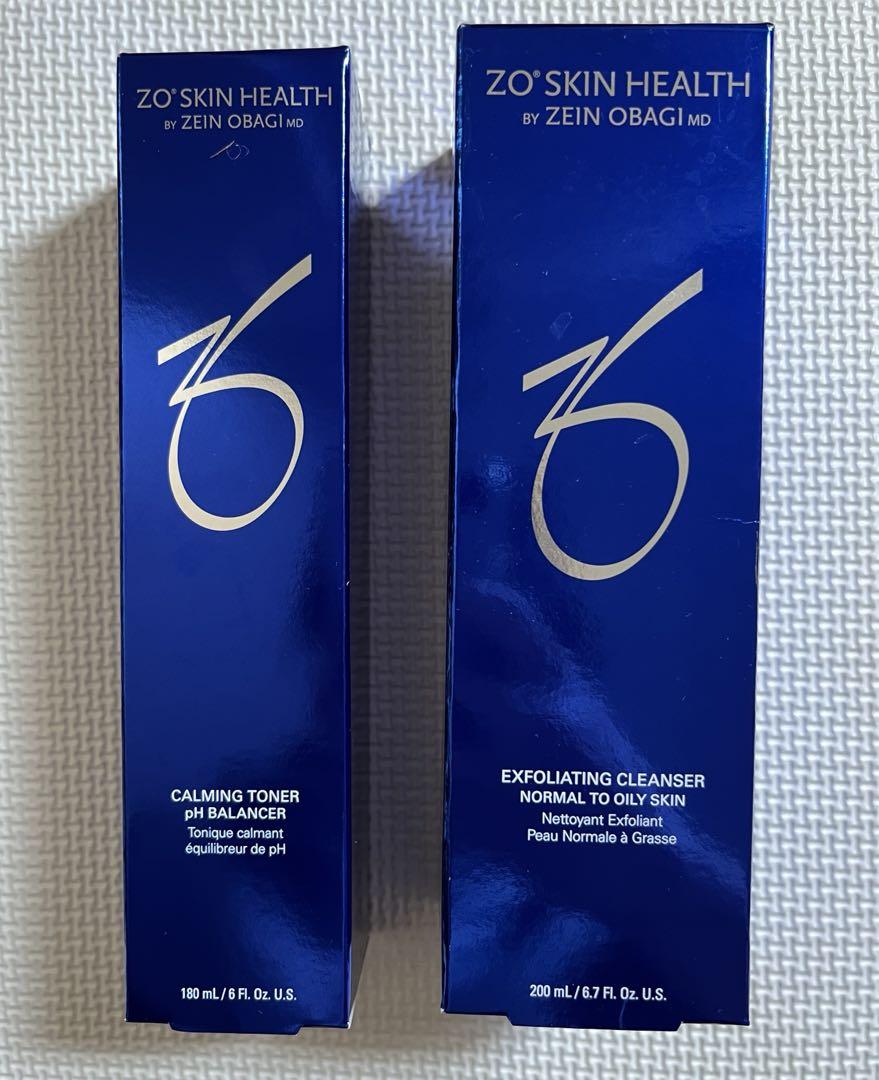 ZO® SKIN HEALTH
BY ZEIN OBAGI MD
CALMING TONER
pH BALANCER
Tonique calmant
équilibreur de pH
180 mL / 6 Fl. Oz. U.S.
ZO® SKIN HEALTH
BY ZEIN OBAGI MD
EXFOLIATING CLEANSER
NORMAL TO OILY SKIN
Nettoyant Exfoliant
Peau Normale à Grasse
200 mL / 6.7 Fl. Oz. U.S.